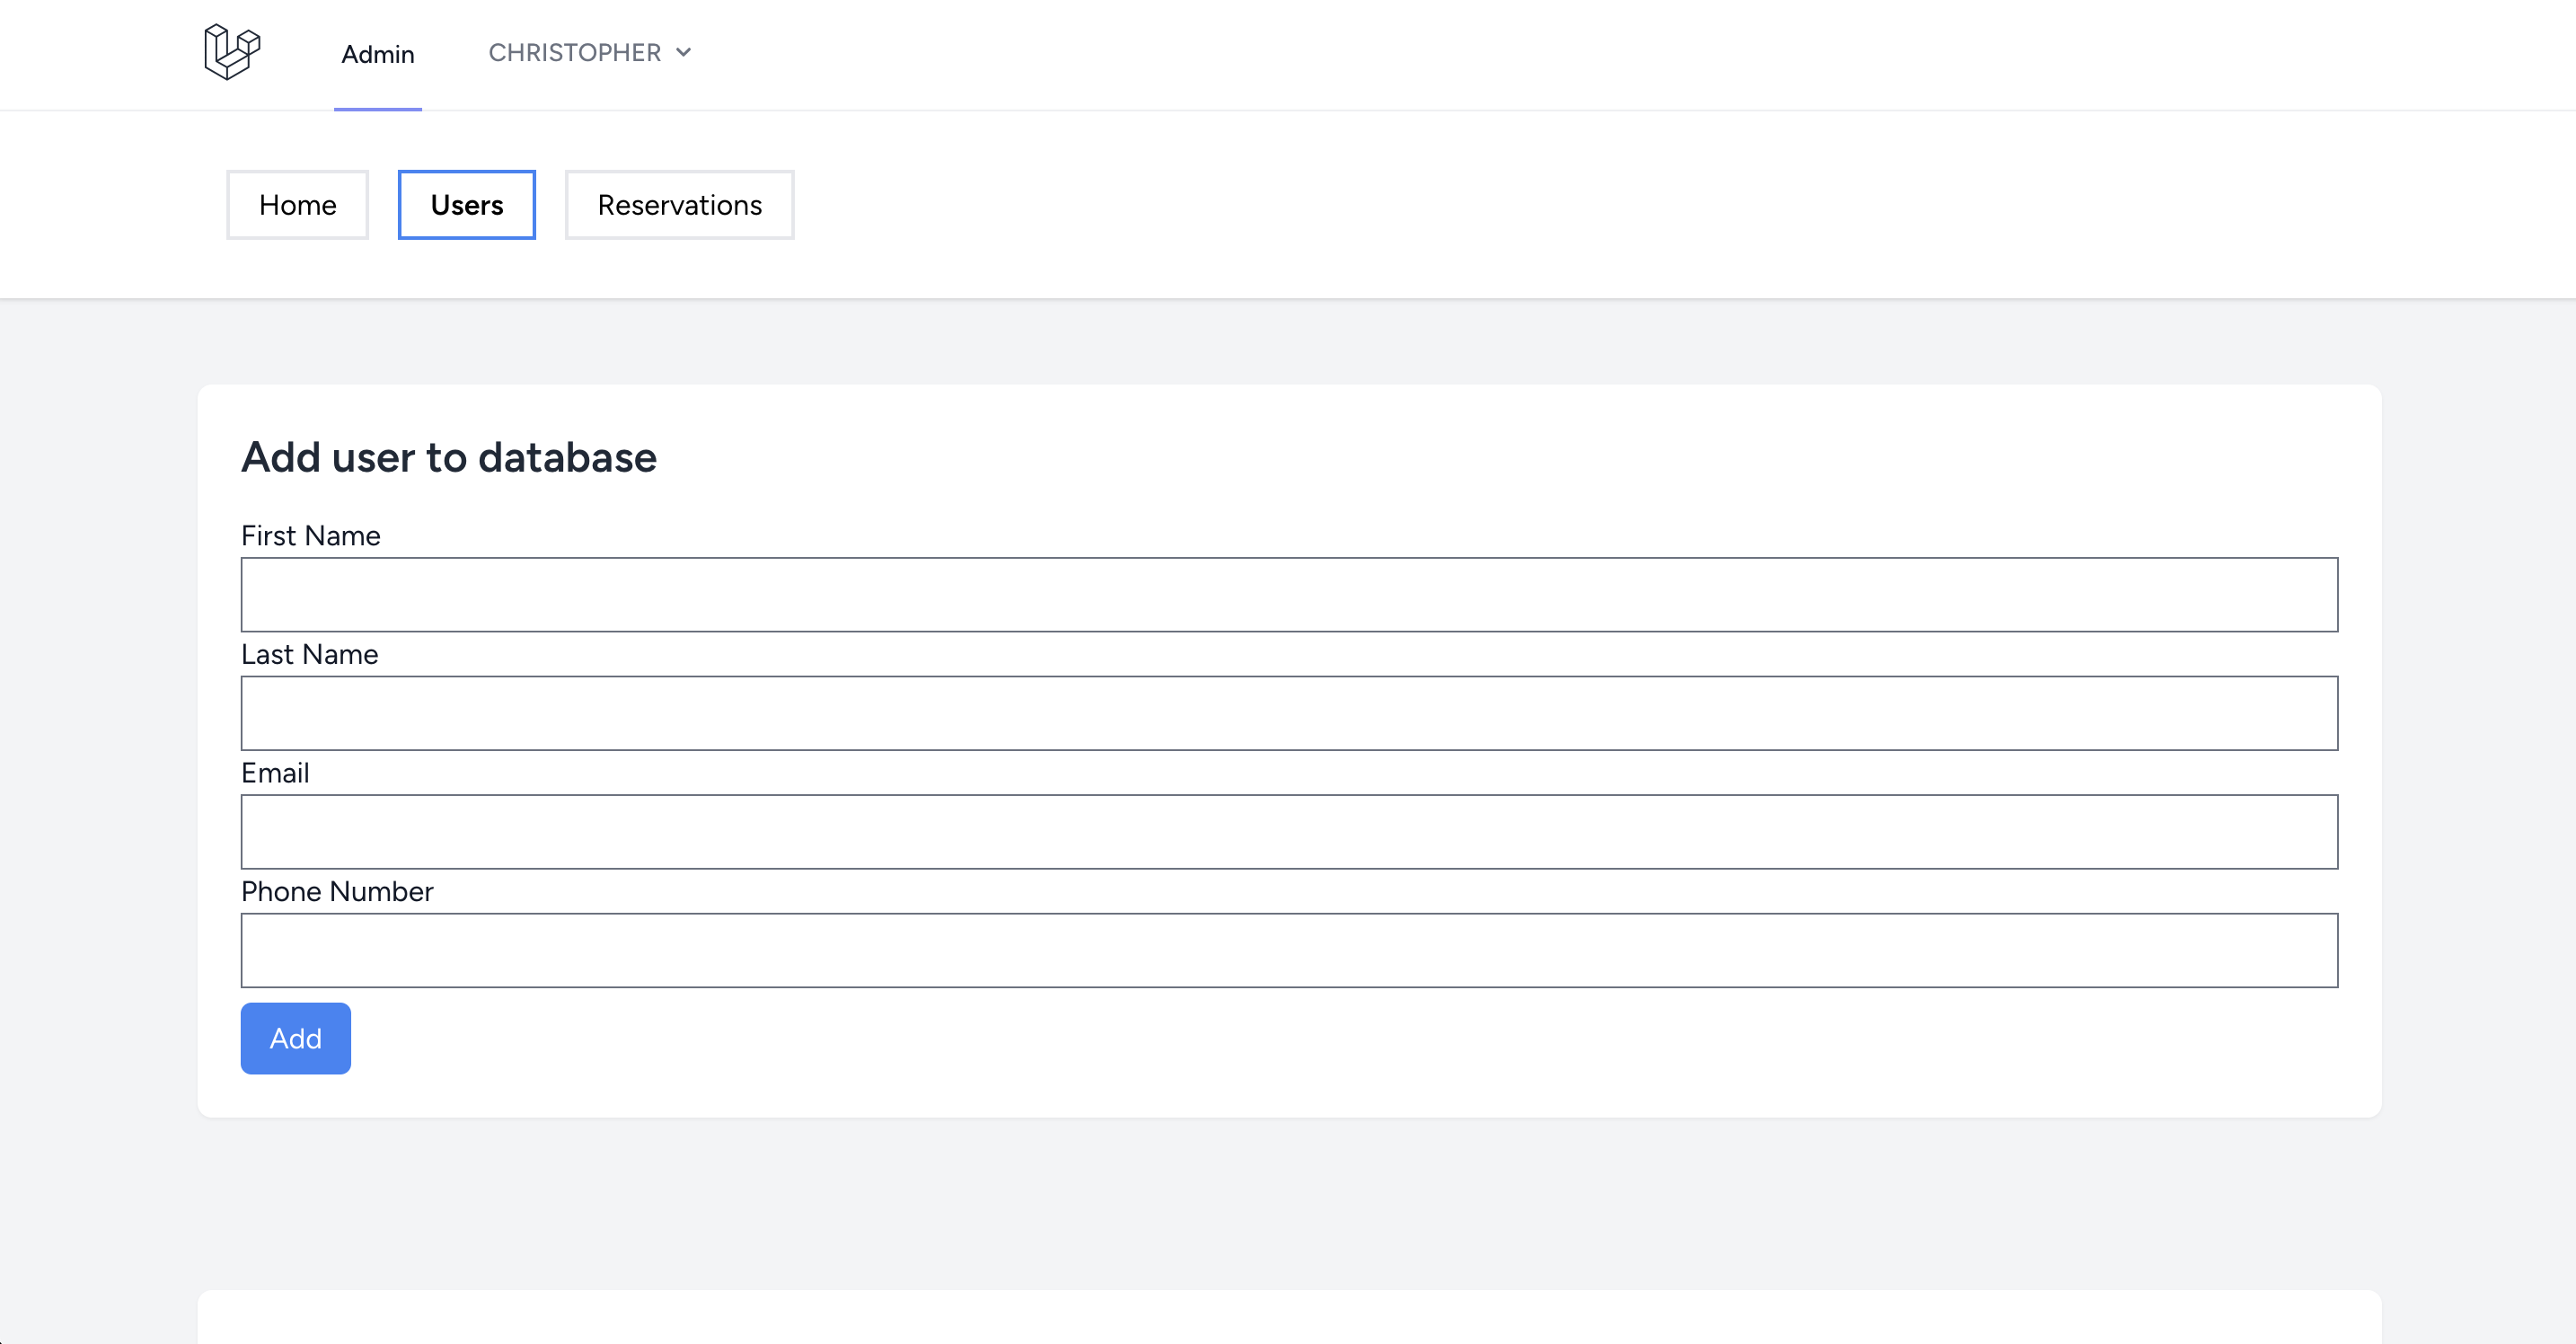 Admin CHRISTOPHER
Home Users Reservations
Add user to database
First Name
Last Name
Email
Phone Number
Add